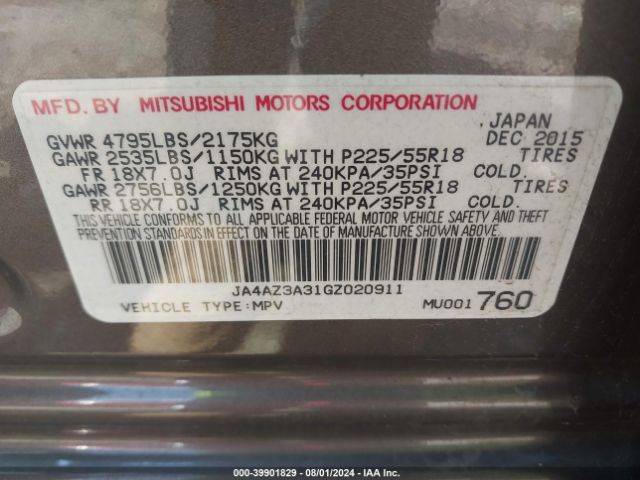 MFD. BY MITSUBISHI MOTORS CORPORATION
JAPAN
GVWR 4795LBS/2175KG DEC 2015
GAWR 2535LBS/1150KG WITH P225/55R18 TIRES
FR 18X7.0J RIMS AT 240KPA/35PSI COLD.
GAWR 2756LBS/1250KG WITH P225/55R18 TIRES
RR 18X7.0J RIMS AT 240KPA/35PSI COLD.
THIS VEHICLE CONFORMS TO ALL APPLICABLE FEDERAL MOTOR VEHICLE SAFETY AND THEFT
PREVENTION STANDARDS IN EFFECT ON THE DATE OF MANUFACTURE SHOWN ABOVE.
JA4AZ3A31GZ020911
VEHICLE TYPE:MPV MU001 760
000-39901829 - 08/01/2024 - IAA Inc.